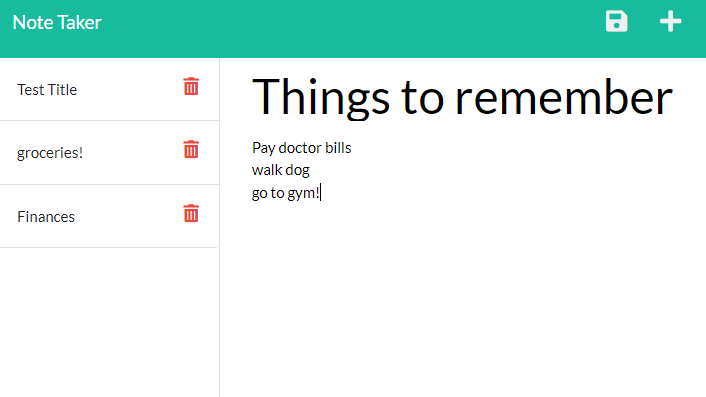 Note Taker
Test Title
groceries!
Finances
Things to remember
Pay doctor bills
walk dog
go to gym!